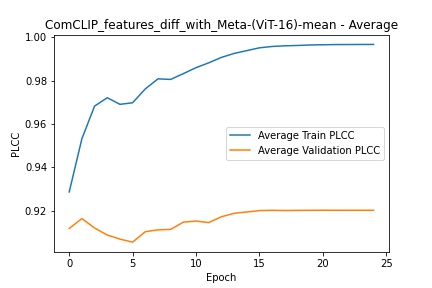 ComCLIP_features_diff_with_Meta-(ViT-16)-mean - Average
1.00
0.98
0.96
0.94
0.92
PLCC
Average Train PLCC
Average Validation PLCC
0 5 10 15 20 25
Epoch